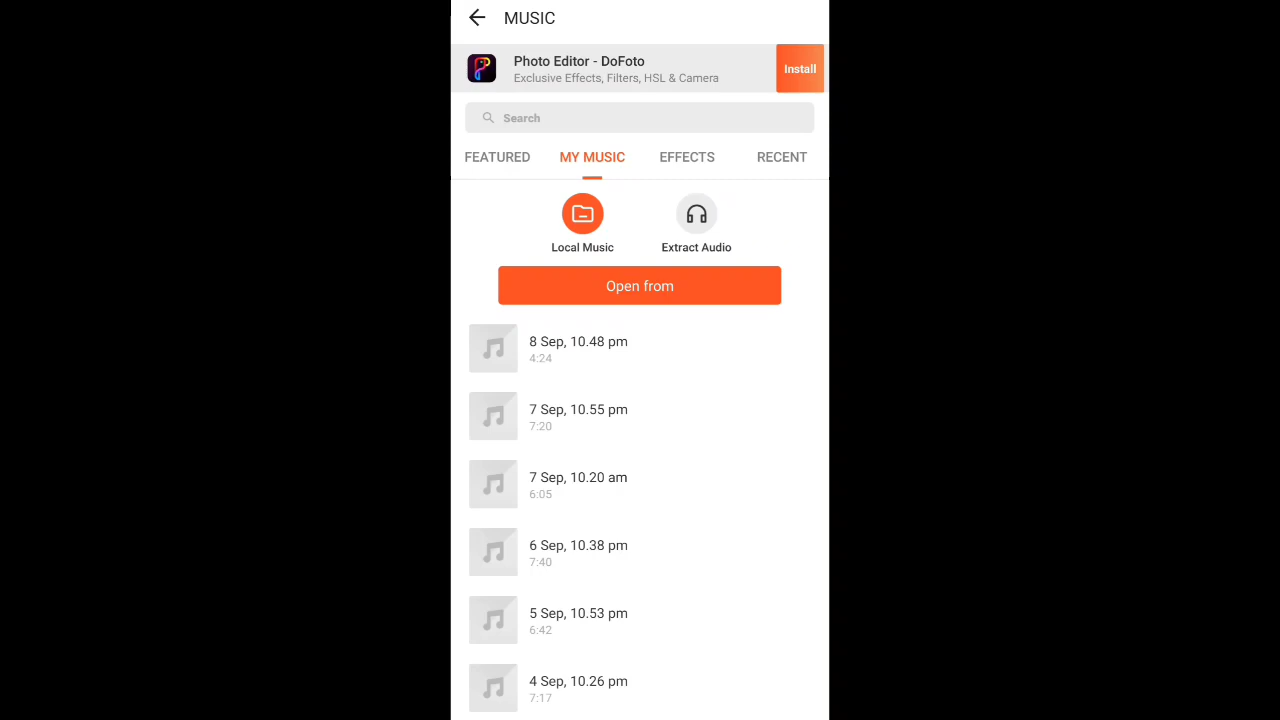 MUSIC
Photo Editor - DoFoto
Exclusive Effects, Filters, HSL & Camera
Install
Search
FEATURED MY MUSIC EFFECTS RECENT
Local Music Extract Audio
Open from
8 Sep, 10.48 pm
4:24
7 Sep, 10.55 pm
7:20
7 Sep, 10.20 am
6:05
6 Sep, 10.38 pm
7:40
5 Sep, 10.53 pm
6:42
4 Sep, 10.26 pm
7:17